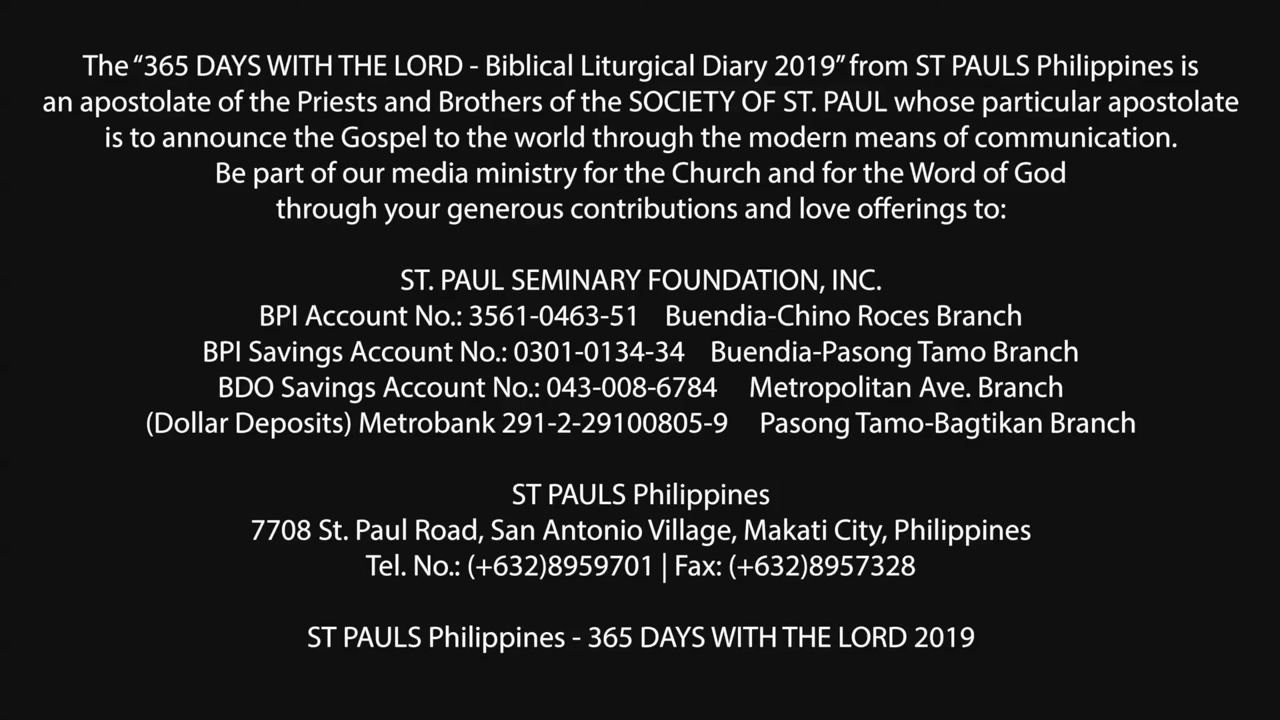 The “365 DAYS WITH THE LORD - Biblical Liturgical Diary 2019” from ST PAULS Philippines is
an apostolate of the Priests and Brothers of the SOCIETY OF ST. PAUL whose particular apostolate
is to announce the Gospel to the world through the modern means of communication.
Be part of our media ministry for the Church and for the Word of God
through your generous contributions and love offerings to:
ST. PAUL SEMINARY FOUNDATION, INC.
BPI Account No.: 3561-0463-51 Buendia-Chino Roces Branch
BPI Savings Account No.: 0301-0134-34 Buendia-Pasong Tamo Branch
BDO Savings Account No.: 043-008-6784 Metropolitan Ave. Branch
(Dollar Deposits) Metrobank 291-2-29100805-9 Pasong Tamo-Bagtikan Branch
ST PAULS Philippines
7708 St. Paul Road, San Antonio Village, Makati City, Philippines
Tel. No.: (+632)8959701 | Fax: (+632)8957328
ST PAULS Philippines - 365 DAYS WITH THE LORD 2019